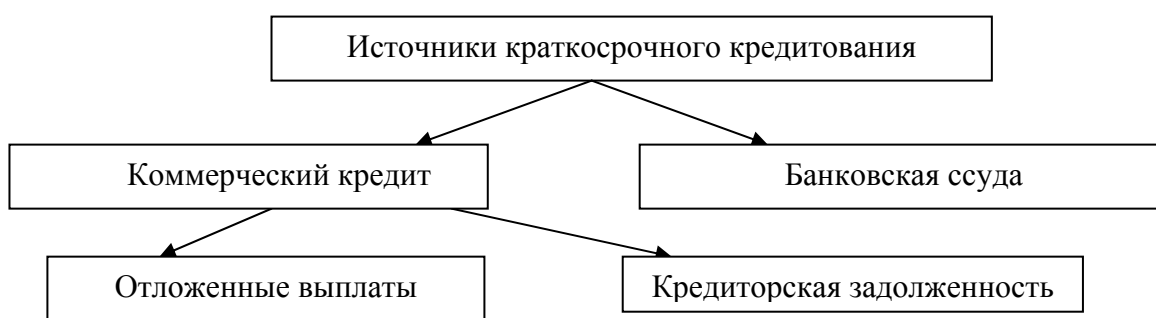 Источники краткосрочного кредитования
Коммерческий кредит
Банковская ссуда
Отложенные выплаты
Кредиторская задолженность